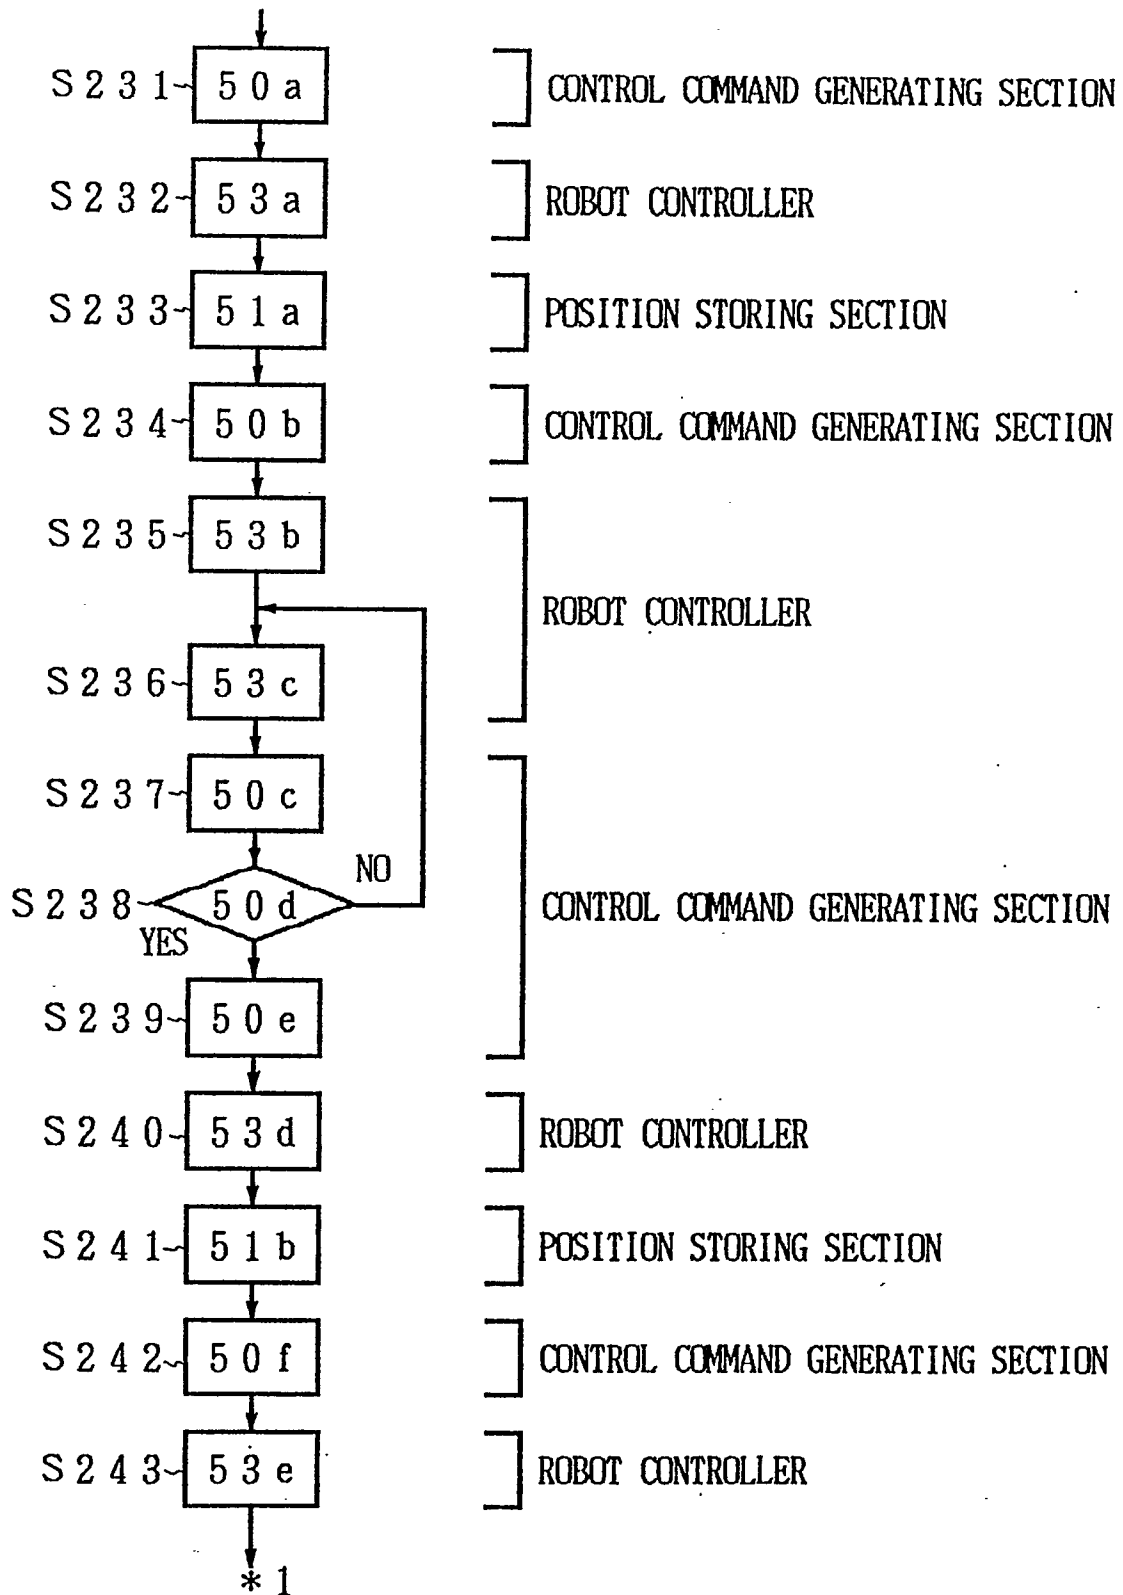 S231 50a CONTROL COMMAND GENERATING SECTION
S232 53a ROBOT CONTROLLER
S233 51a POSITION STORING SECTION
S234 50b CONTROL COMMAND GENERATING SECTION
S235 53b
ROBOT CONTROLLER
S236 53c
S237 50c
NO
S238 50d CONTROL COMMAND GENERATING SECTION
YES
S239 50e
S240 53d ROBOT CONTROLLER
S241 51b POSITION STORING SECTION
S242 50f CONTROL COMMAND GENERATING SECTION
S243 53e ROBOT CONTROLLER
*1